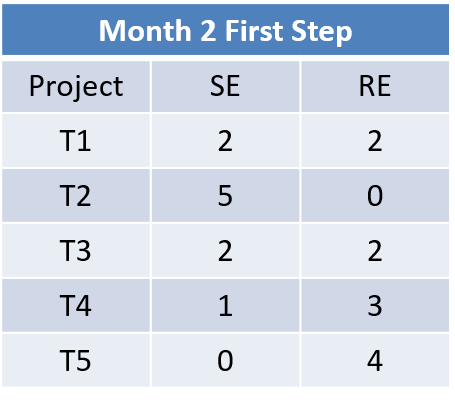 Month 2 First Step
Project SE RE
T1 2 2
T2 5 0
T3 2 2
T4 1 3
T5 0 4